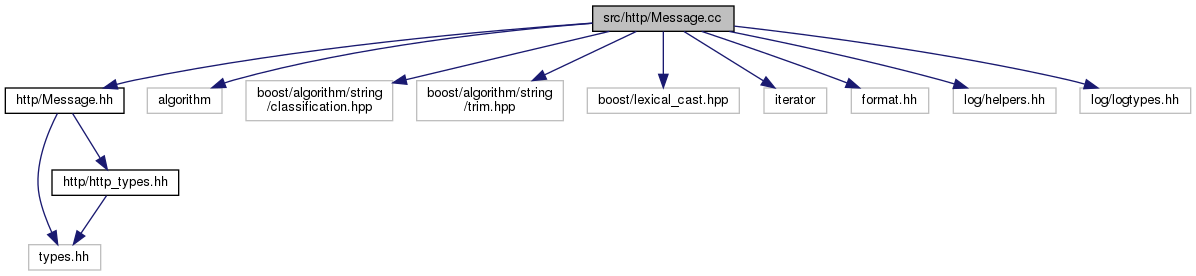 src/http/Message.cc
http/Message.hh
algorithm
boost/algorithm/string
/classification.hpp
boost/algorithm/string
/trim.hpp
boost/lexical_cast.hpp
iterator
format.hh
log/helpers.hh
log/logtypes.hh
http/http_types.hh
types.hh